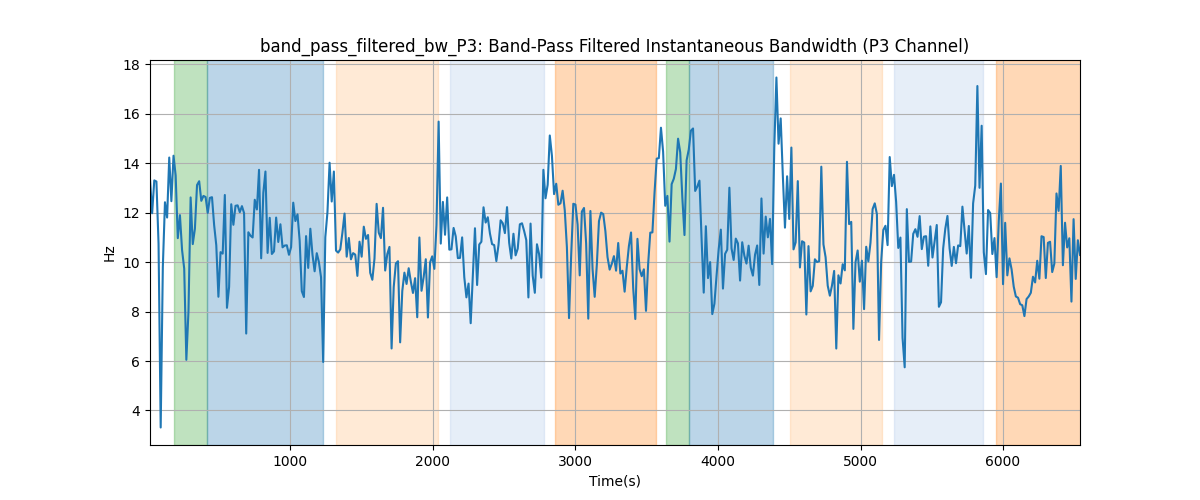 band_pass_filtered_bw_P3: Band-Pass Filtered Instantaneous Bandwidth (P3 Channel)
18
16
14
12
10
8
6
4
Hz
1000 2000 3000 4000 5000 6000
Time(s)